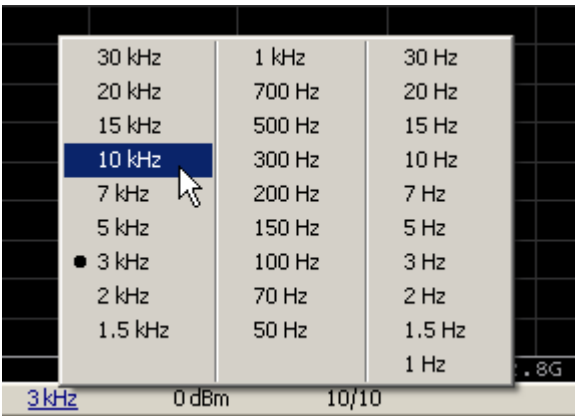 30 kHz 1 kHz 30 Hz
20 kHz 700 Hz 20 Hz
15 kHz 500 Hz 15 Hz
10 kHz 300 Hz 10 Hz
7 kHz 200 Hz 7 Hz
5 kHz 150 Hz 5 Hz
● 3 kHz 100 Hz 3 Hz
2 kHz 70 Hz 2 Hz
1.5 kHz 50 Hz 1.5 Hz
1 Hz
.8G
3 kHz 0 dBm 10/10